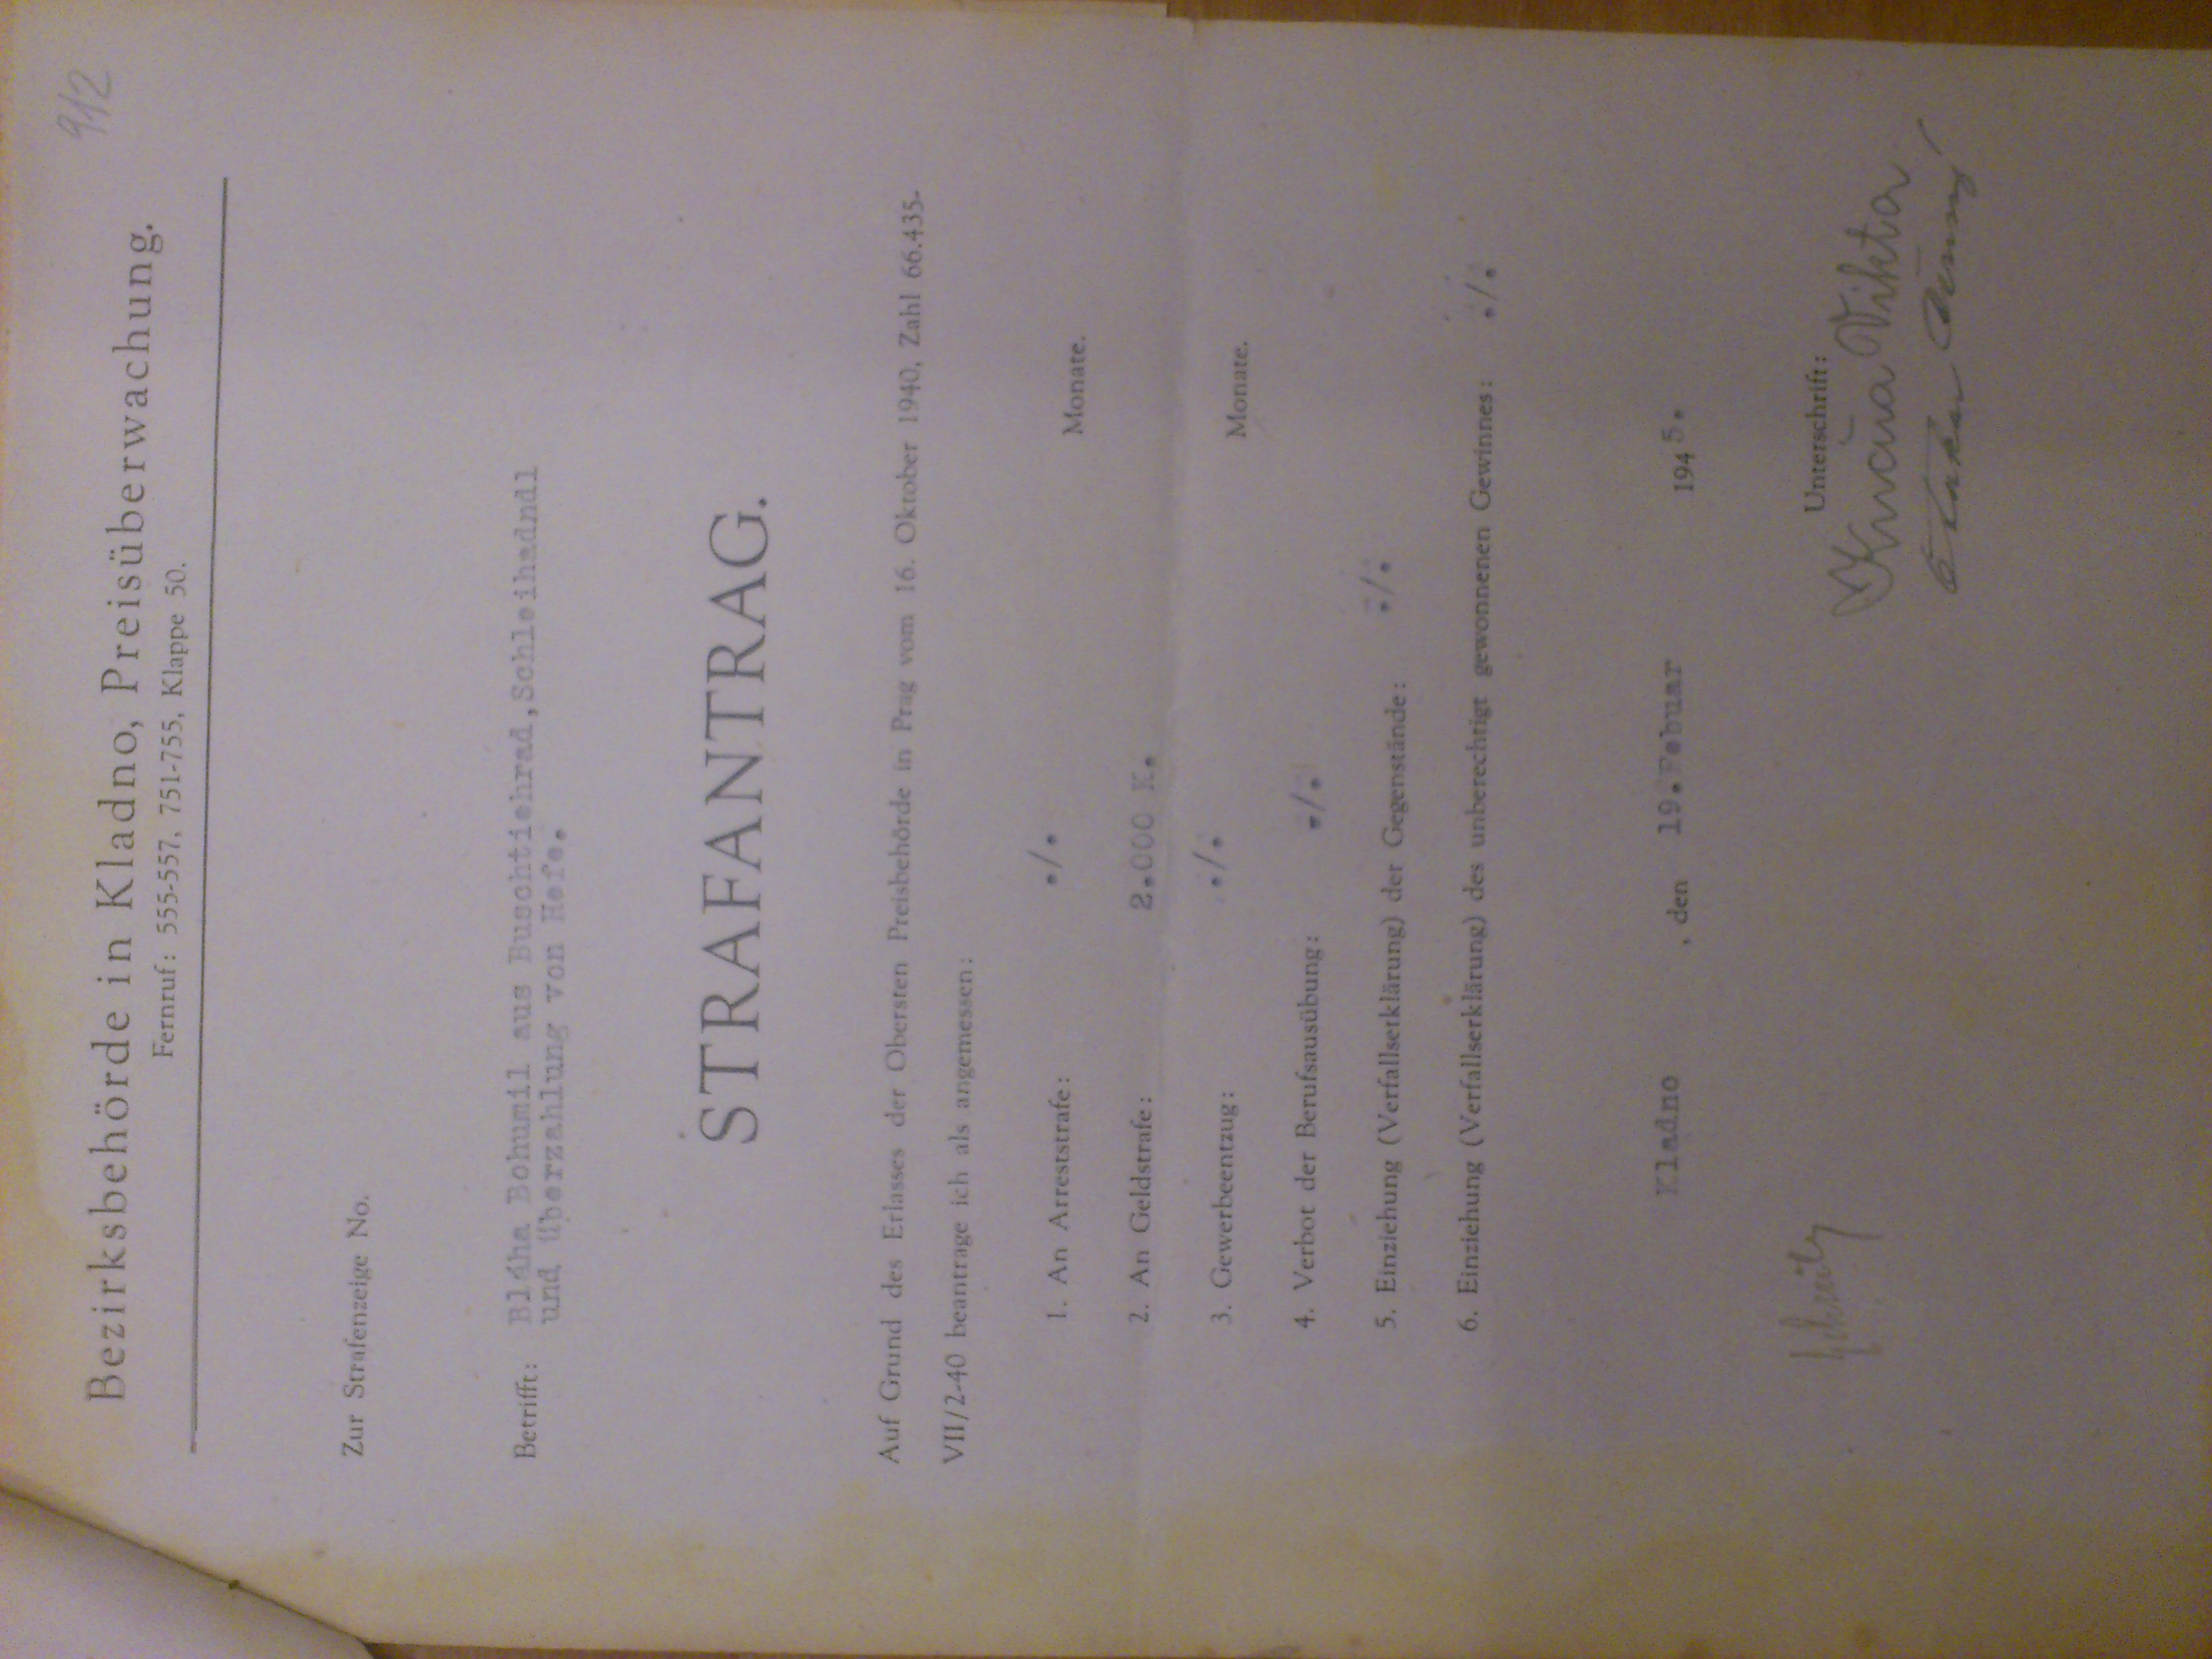 912
Bezirksbehörde in Kladno, Preisüberwachung.
Fernruf: 555-557, 751-755, Klappe 50.
Zur Strafenzeige No.
Betrifft: Bláha Bohumil aus Buschtiehrad,Schleihadndl
und überzahlung von Hefe.
STRAFANTRAG.
Auf Grund des Erlasses der Obersten Preisbehörde in Prag vom 16. Oktober 1940, Zahl 66.435-
VII/2-40 beantrage ich als angemessen:
1. An Arreststrafe: ./. Monate.
2. An Geldstrafe: 2.000 K.
3. Gewerbeentzug: ./. Monate.
4. Verbot der Berufsausübung: ./.
5. Einziehung (Verfallserklärung) der Gegenstände: ./.
6. Einziehung (Verfallserklärung) des unberechtigt gewonnenen Gewinnes: ./.
Kladno , den 19.Febuar 1945.
Unterschrift:
Otakar